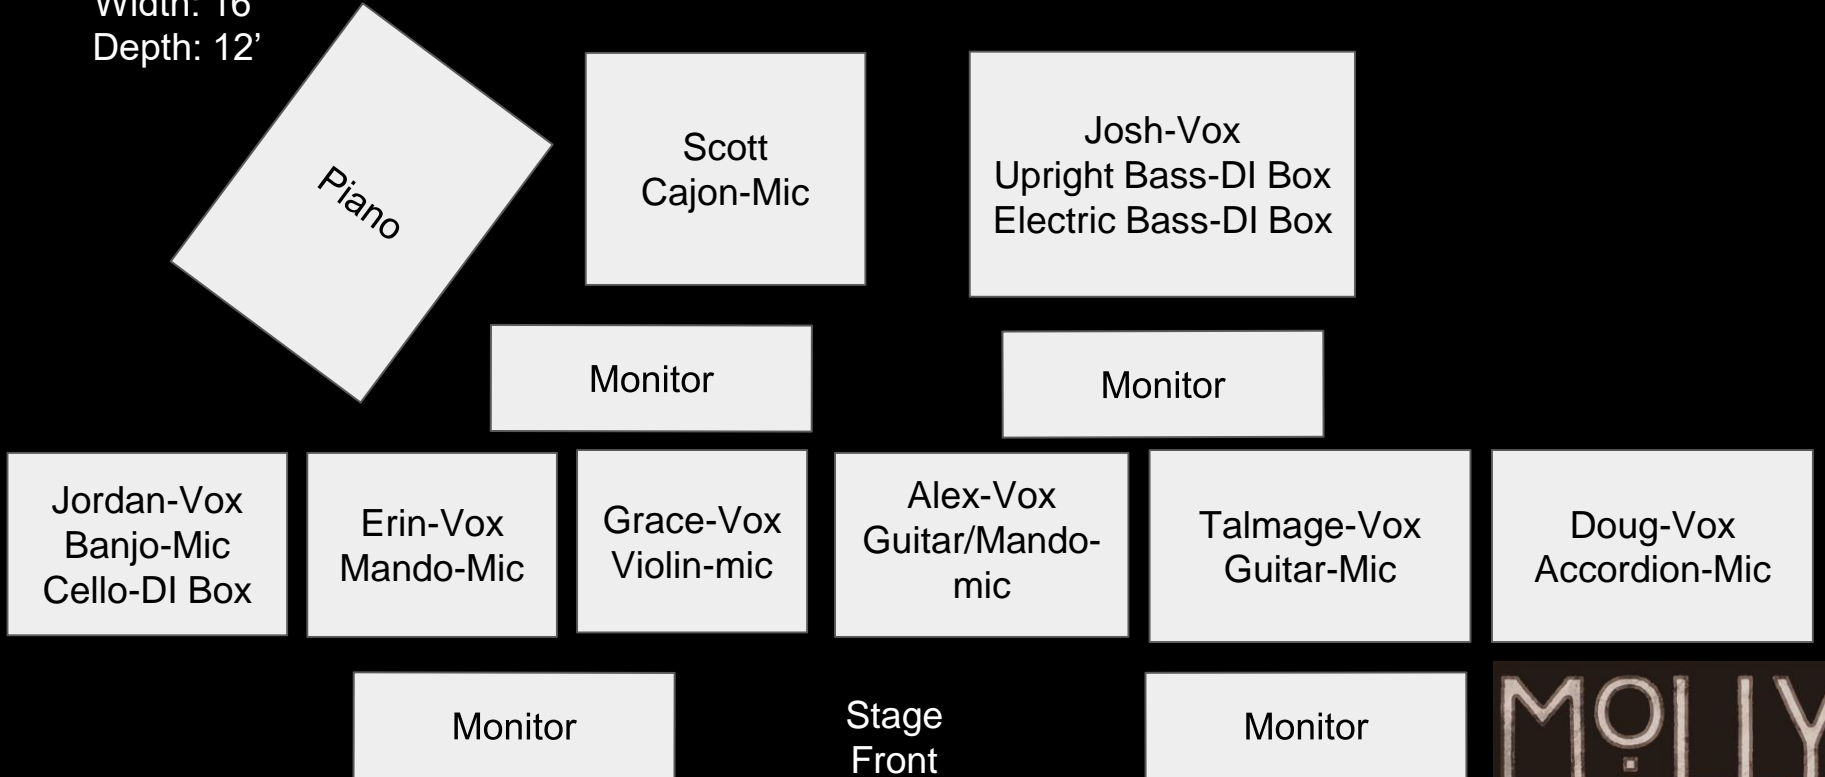 Width: 16
Depth: 12’
Piano
Scott
Cajon-Mic
Josh-Vox
Upright Bass-DI Box
Electric Bass-DI Box
Monitor
Monitor
Jordan-Vox
Banjo-Mic
Cello-DI Box
Erin-Vox
Mando-Mic
Grace-Vox
Violin-mic
Alex-Vox
Guitar/Mando-
mic
Talmage-Vox
Guitar-Mic
Doug-Vox
Accordion-Mic
Monitor
Stage
Front
Monitor
MOLLY